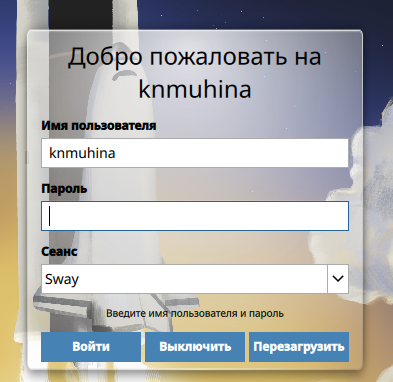 Добро пожаловать на
knmuhina
Имя пользователя
knmuhina
Пароль
Сеанс
Sway
Введите имя пользователя и пароль
Войти
Выключить
Перезагрузить